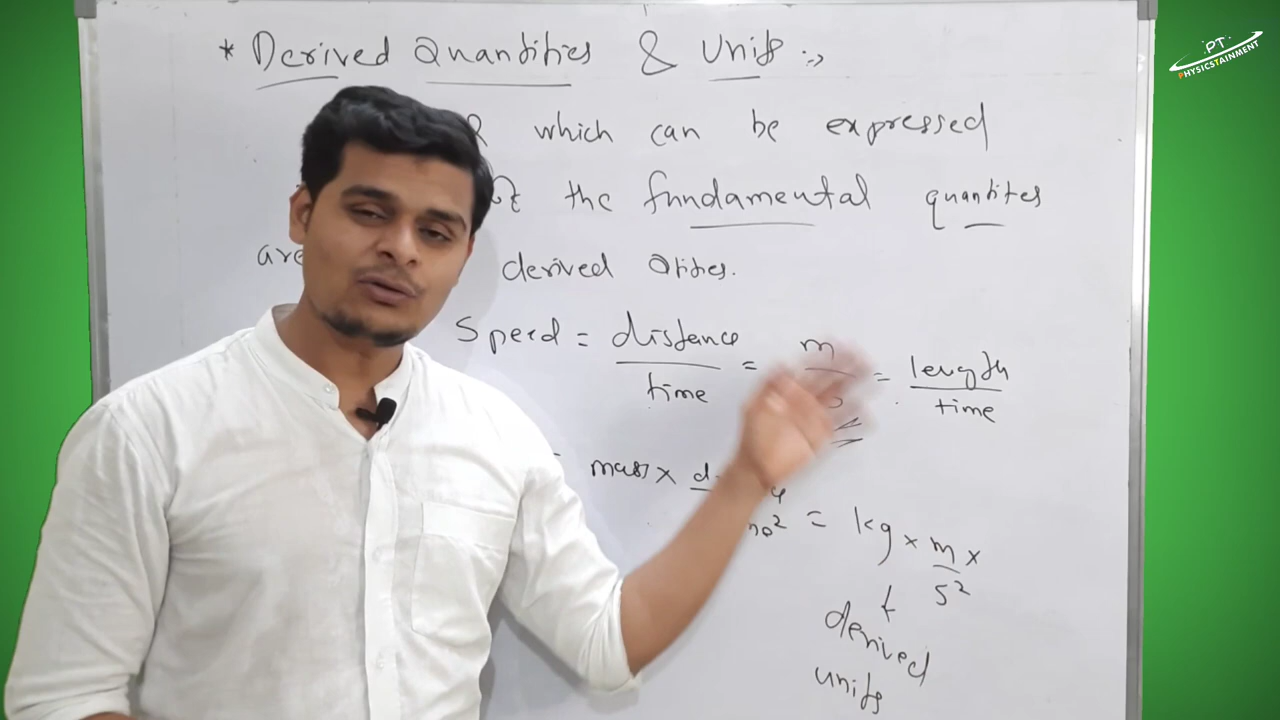 * Derived Quantities & Units :->
PT
PHYSICSTAINMENT
which can be expressed
the fundamental quantites
are derived Qtities.
Speed = distance / time = m = length / time
mass x = kg x m x / s²
derived
units